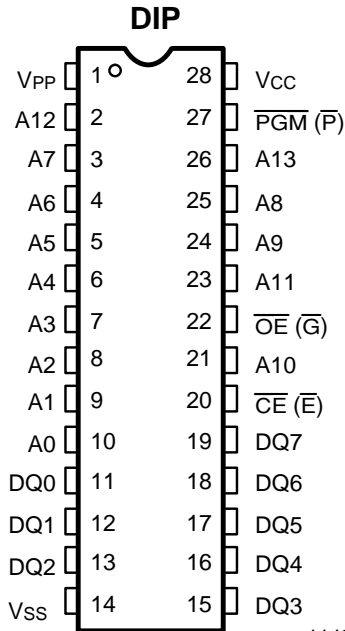 DIP
VPP 1 28 VCC
A12 2 27 PGM (P)
A7 3 26 A13
A6 4 25 A8
A5 5 24 A9
A4 6 23 A11
A3 7 22 OE (G)
A2 8 21 A10
A1 9 20 CE (E)
A0 10 19 DQ7
DQ0 11 18 DQ6
DQ1 12 17 DQ5
DQ2 13 16 DQ4
VSS 14 15 DQ3